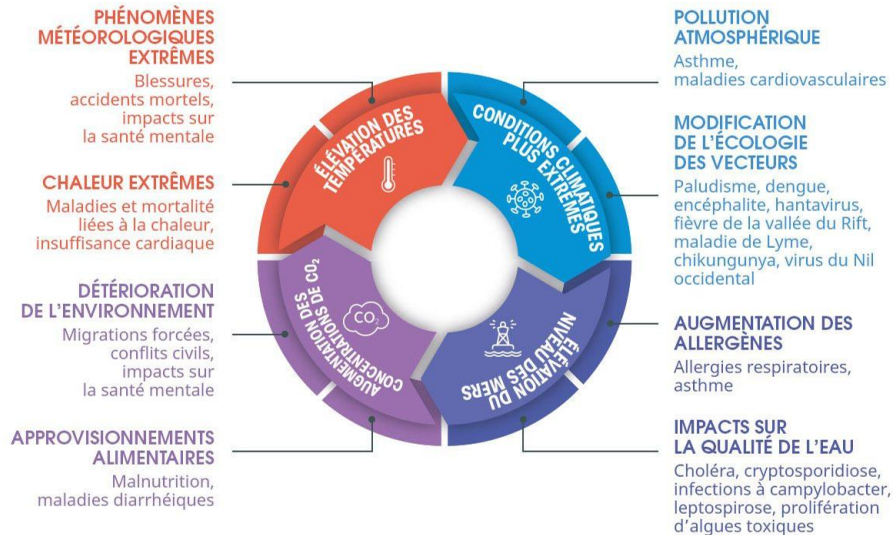 PHÉNOMÈNES
MÉTÉOROLOGIQUES
EXTRÊMES
Blessures,
accidents mortels,
impacts sur
la santé mentale
CHALEUR EXTRÊMES
Maladies et mortalité
liées à la chaleur,
insuffisance cardiaque
DÉTÉRIORATION
DE L’ENVIRONNEMENT
Migrations forcées,
conflits civils,
impacts sur
la santé mentale
APPROVISIONNEMENTS
ALIMENTAIRES
Malnutrition,
maladies diarrhéiques
ÉLÉVATION DES
TEMPÉRATURES
CONDITIONS CLIMATIQUES
PLUS EXTRÊMES
ÉLÉVATION DU
NIVEAU DES MERS
AUGMENTATION DES
CONCENTRATIONS DE CO₂
CO₂
POLLUTION
ATMOSPHÉRIQUE
Asthme,
maladies cardiovasculaires
MODIFICATION
DE L’ÉCOLOGIE
DES VECTEURS
Paludisme, dengue,
encéphalite, hantavirus,
fièvre de la vallée du Rift,
maladie de Lyme,
chikungunya, virus du Nil
occidental
AUGMENTATION DES
ALLERGÈNES
Allergies respiratoires,
asthme
IMPACTS SUR
LA QUALITÉ DE L’EAU
Choléra, cryptosporidiose,
infections à campylobacter,
leptospirose, prolifération
d’algues toxiques